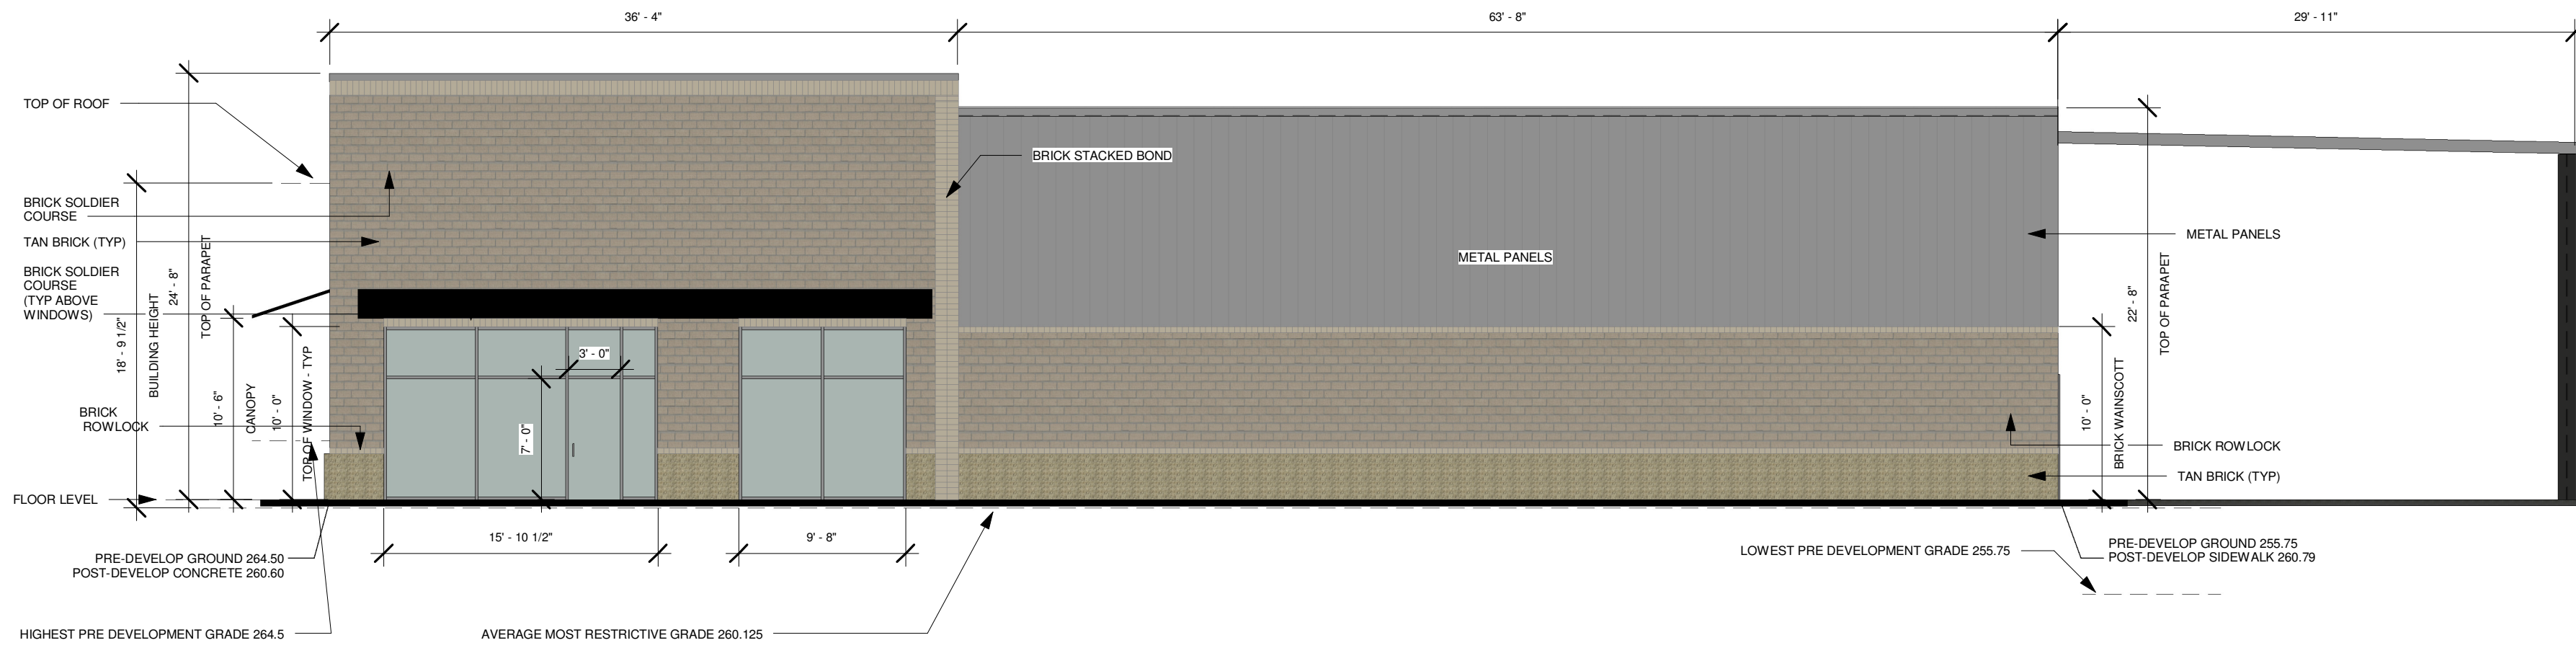 36' - 4"
63' - 8"
29' - 11"
TOP OF ROOF
BRICK STACKED BOND
BRICK SOLDIER
COURSE
TAN BRICK (TYP)
METAL PANELS
METAL PANELS
BRICK SOLDIER
COURSE
(TYP ABOVE
WINDOWS)
24' - 8"
TOP OF PARAPET
18' - 9 1/2"
BUILDING HEIGHT
22' - 8"
TOP OF PARAPET
3' - 0"
10' - 6"
CANOPY
10' - 0"
TOP OF WINDOW - TYP
7' - 0"
10' - 0"
BRICK WAINSCOTT
BRICK
ROWLOCK
BRICK ROWLOCK
TAN BRICK (TYP)
FLOOR LEVEL
15' - 10 1/2"
9' - 8"
PRE-DEVELOP GROUND 264.50
POST-DEVELOP CONCRETE 260.60
LOWEST PRE DEVELOPMENT GRADE 255.75
PRE-DEVELOP GROUND 255.75
POST-DEVELOP SIDEWALK 260.79
HIGHEST PRE DEVELOPMENT GRADE 264.5
AVERAGE MOST RESTRICTIVE GRADE 260.125